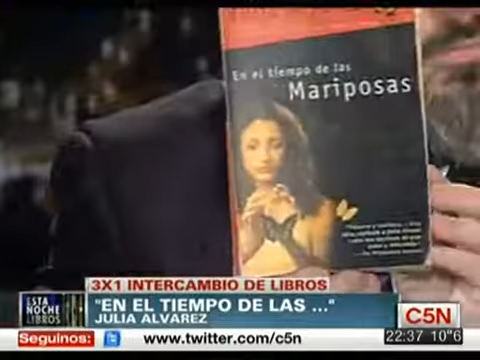 En el tiempo de las
Mariposas
3X1 INTERCAMBIO DE LIBROS
ESTA
NOCHE
LIBROS
"EN EL TIEMPO DE LAS ..."
JULIA ALVAREZ
C5N
Seguinos: www.twitter.com/c5n
22:37 10°6